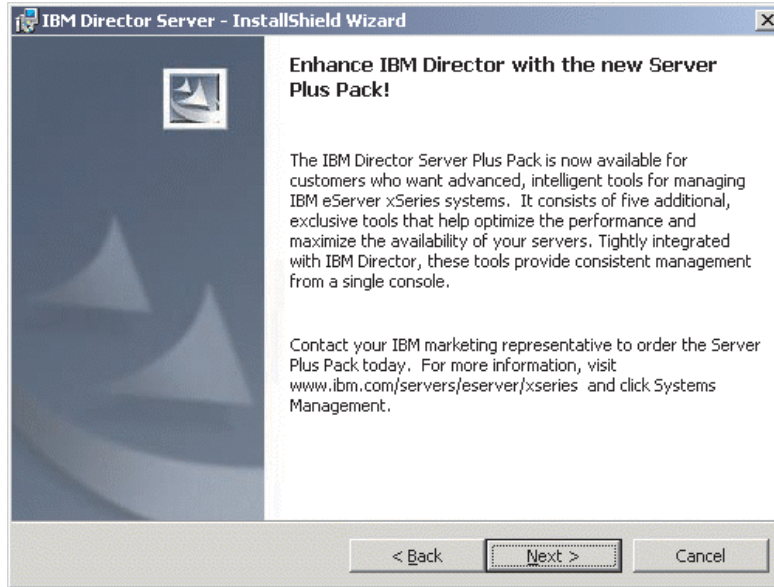 IBM Director Server - InstallShield Wizard
Enhance IBM Director with the new Server
Plus Pack!
The IBM Director Server Plus Pack is now available for
customers who want advanced, intelligent tools for managing
IBM eServer xSeries systems.  It consists of five additional,
exclusive tools that help optimize the performance and
maximize the availability of your servers. Tightly integrated
with IBM Director, these tools provide consistent management
from a single console.
Contact your IBM marketing representative to order the Server
Plus Pack today.  For more information, visit
www.ibm.com/servers/eserver/xseries  and click Systems
Management.
< Back
Next >
Cancel